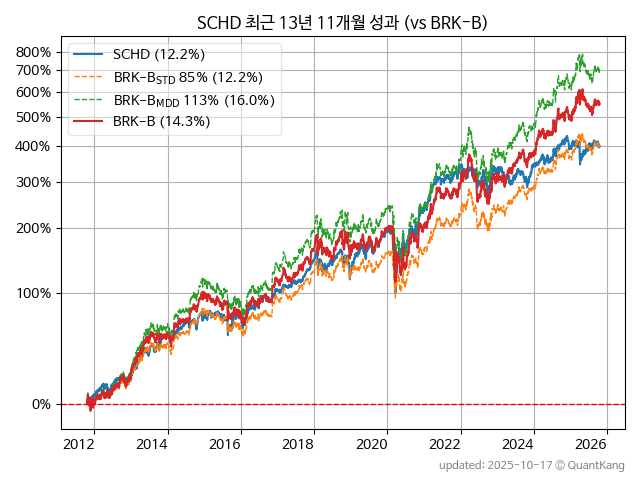 SCHD 최근 13년 11개월 성과 (vs BRK-B)
SCHD (12.2%)
BRK-B_STD 85% (12.2%)
BRK-B_MDD 113% (16.0%)
BRK-B (14.3%)
800%
700%
600%
500%
400%
300%
200%
100%
0%
2012 2014 2016 2018 2020 2022 2024 2026
updated: 2025-10-17 © QuantKang